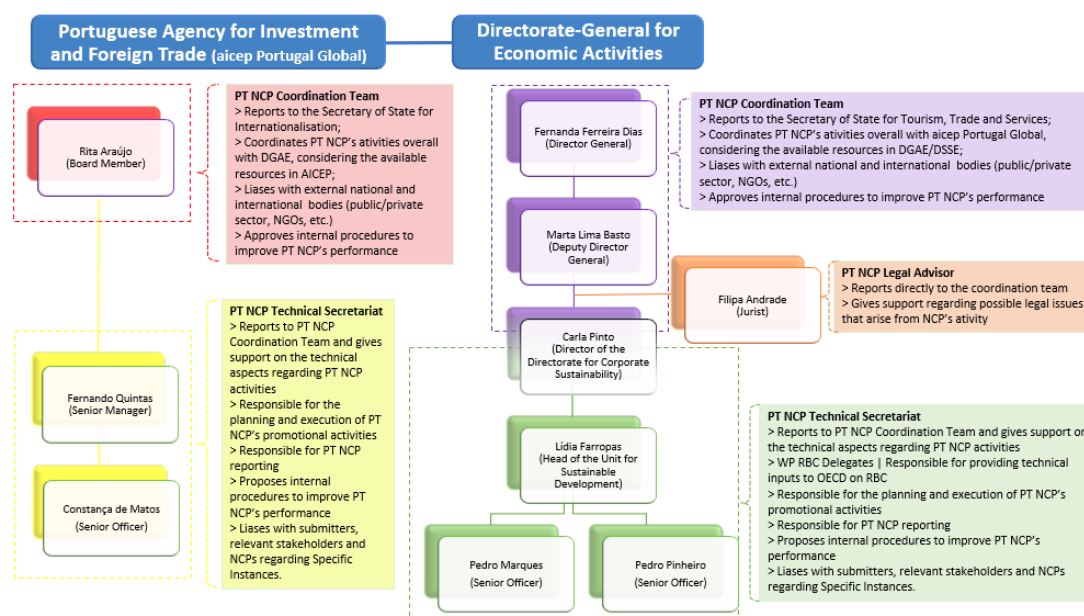 Portuguese Agency for Investment
and Foreign Trade (aicep Portugal Global)
Directorate-General for
Economic Activities
Rita Araújo
(Board Member)
PT NCP Coordination Team
> Reports to the Secretary of State for
Internationalisation;
> Coordinates PT NCP's ativities overall
with DGAE, considering the available
resources in AICEP;
> Liases with external national and
international bodies (public/private
sector, NGOs, etc.)
> Approves internal procedures to
improve PT NCP's performance
Fernando Quintas
(Senior Manager)
Constança de Matos
(Senior Officer)
PT NCP Technical Secretariat
> Reports to PT NCP
Coordination Team and gives support
on the technical
aspects regarding PT NCP
activities
> Responsible for the
planning and execution of PT
NCP's promotional activities
> Responsible for PT NCP
reporting
> Proposes internal
procedures to improve PT
NCP's performance
> Liases with submitters,
relevant stakeholders and
NCPs regarding Specific
Instances.
Fernanda Ferreira Dias
(Director General)
Marta Lima Basto
(Deputy Director
General)
PT NCP Coordination Team
> Reports to the Secretary of State for Tourism, Trade and Services;
> Coordinates PT NCP's ativities overall with aicep Portugal Global,
considering the available resources in DGAE/DSSE;
> Liases with external national and international bodies (public/private
sector, NGOs, etc.)
> Approves internal procedures to improve PT NCP's performance
Filipa Andrade
(Jurist)
PT NCP Legal Advisor
> Reports directly to the coordination team
> Gives support regarding possible legal issues
that arise from NCP's ativity
Carla Pinto
(Director of the
Directorate for Corporate
Sustainability)
Lídia Farropas
(Head of the Unit for
Sustainable
Development)
Pedro Marques
(Senior Officer)
Pedro Pinheiro
(Senior Officer)
PT NCP Technical Secretariat
> Reports to PT NCP Coordination Team and gives support on
the technical aspects regarding PT NCP activities
> WP RBC Delegates | Responsible for providing technical
inputs to OECD on RBC
> Responsible for the planning and execution of PT NCP's
promotional activities
> Responsible for PT NCP reporting
> Proposes internal procedures to improve PT NCP's
performance
> Liases with submitters, relevant stakeholders and NCPs
regarding Specific Instances.